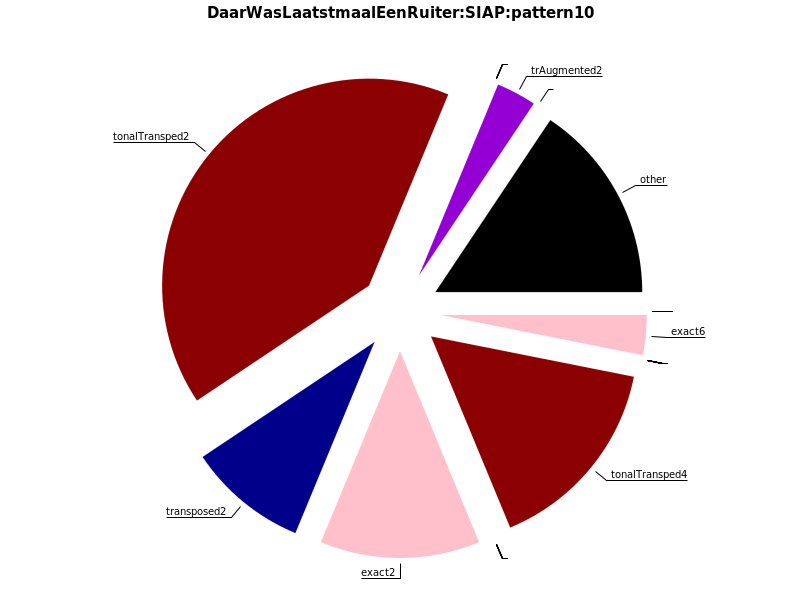 DaarWasLaatstmaalEenRuiter:SIAP:pattern10
trAugmented2
tonalTransped2
other
exact6
tonalTransped4
transposed2
exact2